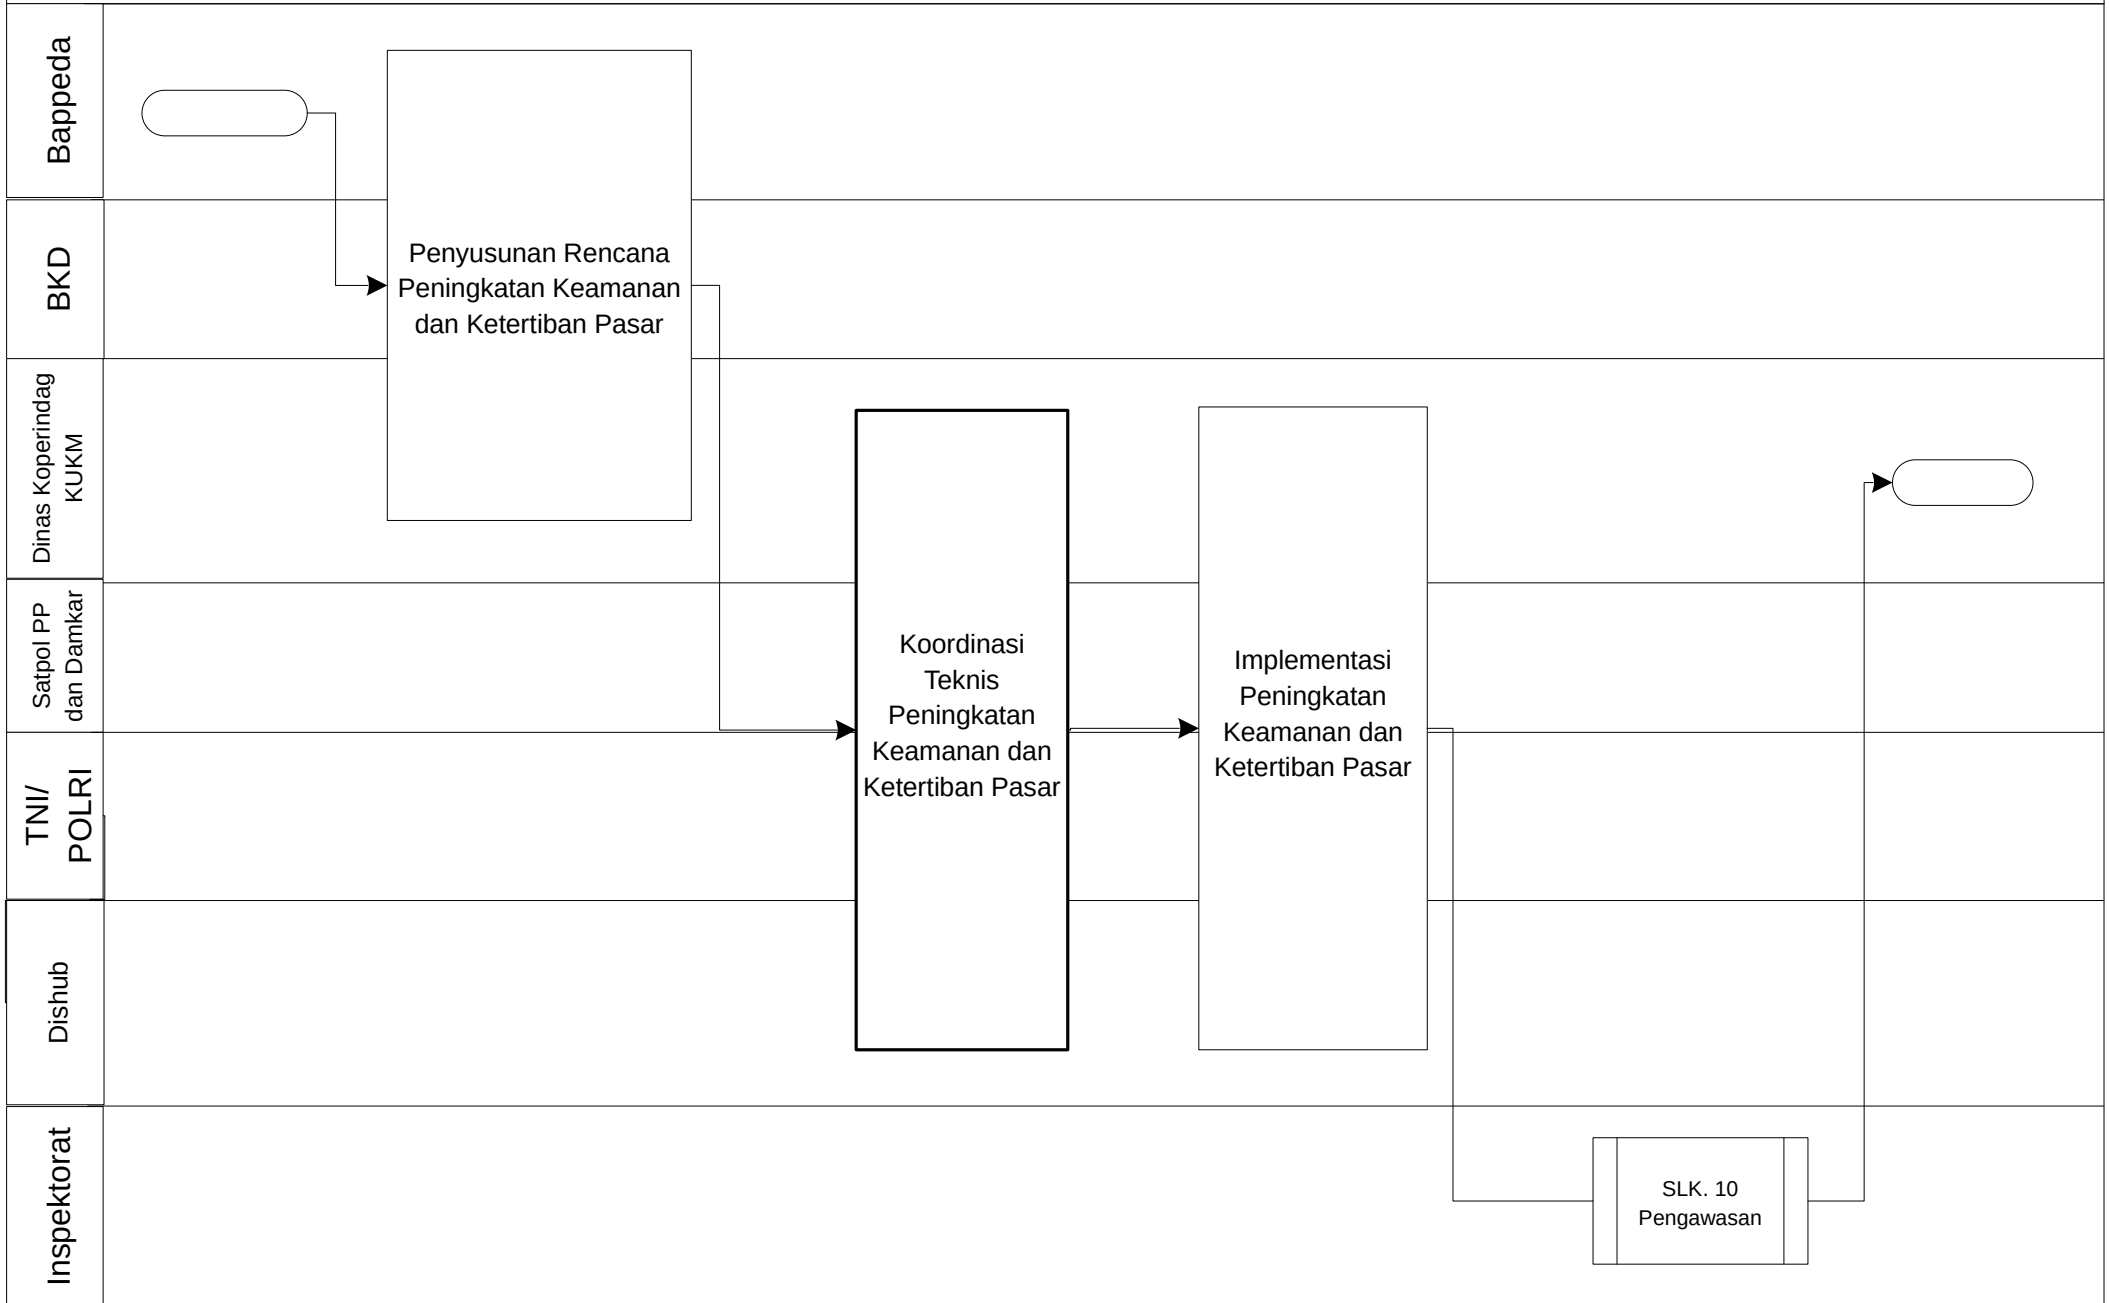 Bappeda
BKD
Penyusunan Rencana
Peningkatan Keamanan
dan Ketertiban Pasar
Dinas Koperindag
KUKM
Satpol PP
dan Damkar
Koordinasi
Teknis
Peningkatan
Keamanan dan
Ketertiban Pasar
Implementasi
Peningkatan
Keamanan dan
Ketertiban Pasar
TNI/
POLRI
Dishub
Inspektorat
SLK. 10
Pengawasan